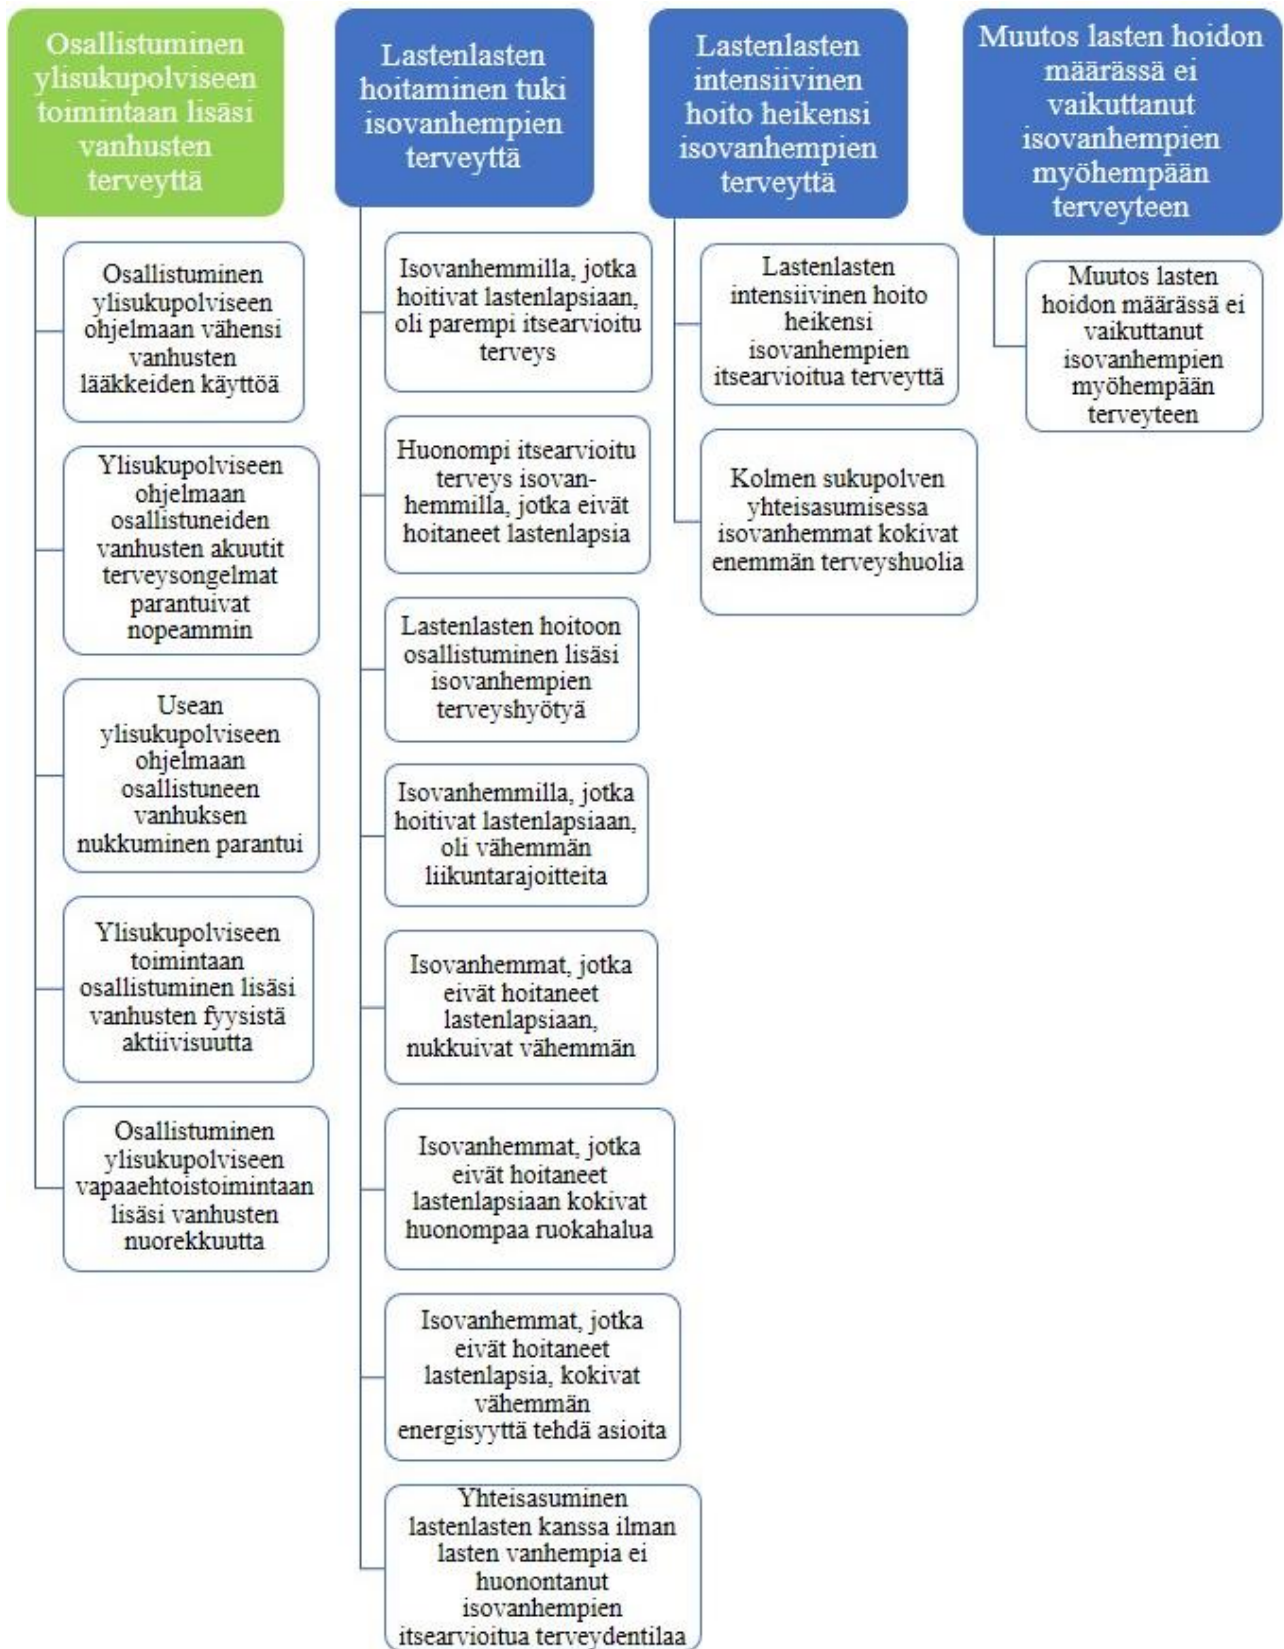 Osallistuminen
ylisukupolviseen
toimintaan lisäsi
vanhusten
terveyttä
Osallistuminen
ylisukupolviseen
ohjelmaan vähensi
vanhusten
lääkkeiden käyttöä
Ylisukupolviseen
ohjelmaan
osallistuneiden
vanhusten akuutit
terveysongelmat
parantuivat
nopeammin
Usean
ylisukupolviseen
ohjelmaan
osallistuneen
vanhuksen
nukkuminen parantui
Ylisukupolviseen
toimintaan
osallistuminen lisäsi
vanhusten fyysistä
aktiivisuutta
Osallistuminen
ylisukupolviseen
vapaaehtoistoimintaan
lisäsi vanhusten
nuorekkuutta
Lastenlasten
hoitaminen tuki
isovanhempien
terveyttä
Isovanhemmilla, jotka
hoitivat lastenlapsiaan,
oli parempi itsearvioitu
terveys
Huonompi itsearvioitu
terveys isovan-
hemmilla, jotka eivät
hoitaneet lastenlapsia
Lastenlasten hoitoon
osallistuminen lisäsi
isovanhempien
terveyshyötyä
Isovanhemmilla, jotka
hoitivat lastenlapsiaan,
oli vähemmän
liikuntarajoitteita
Isovanhemmat, jotka
eivät hoitaneet
lastenlapsiaan,
nukkuivat vähemmän
Isovanhemmat, jotka
eivät hoitaneet
lastenlapsiaan kokivat
huonompaa ruokahalua
Isovanhemmat, jotka
eivät hoitaneet
lastenlapsia, kokivat
vähemmän
energisyyttä tehdä asioita
Yhteisasuminen
lastenlasten kanssa ilman
lasten vanhempia ei
huonontanut
isovanhempien
itsearvioitua terveydentilaa
Lastenlasten
intensiivinen
hoito heikensi
isovanhempien
terveyttä
Lastenlasten
intensiivinen hoito
heikensi
isovanhempien
itsearvioitua terveyttä
Kolmen sukupolven
yhteisasumisessa
isovanhemmat kokivat
enemmän terveyshuolia
Muutos lasten hoidon
määrässä ei
vaikuttanut
isovanhempien
myöhempään
terveyteen
Muutos lasten
hoidon määrässä ei
vaikuttanut
isovanhempien
myöhempään
terveyteen